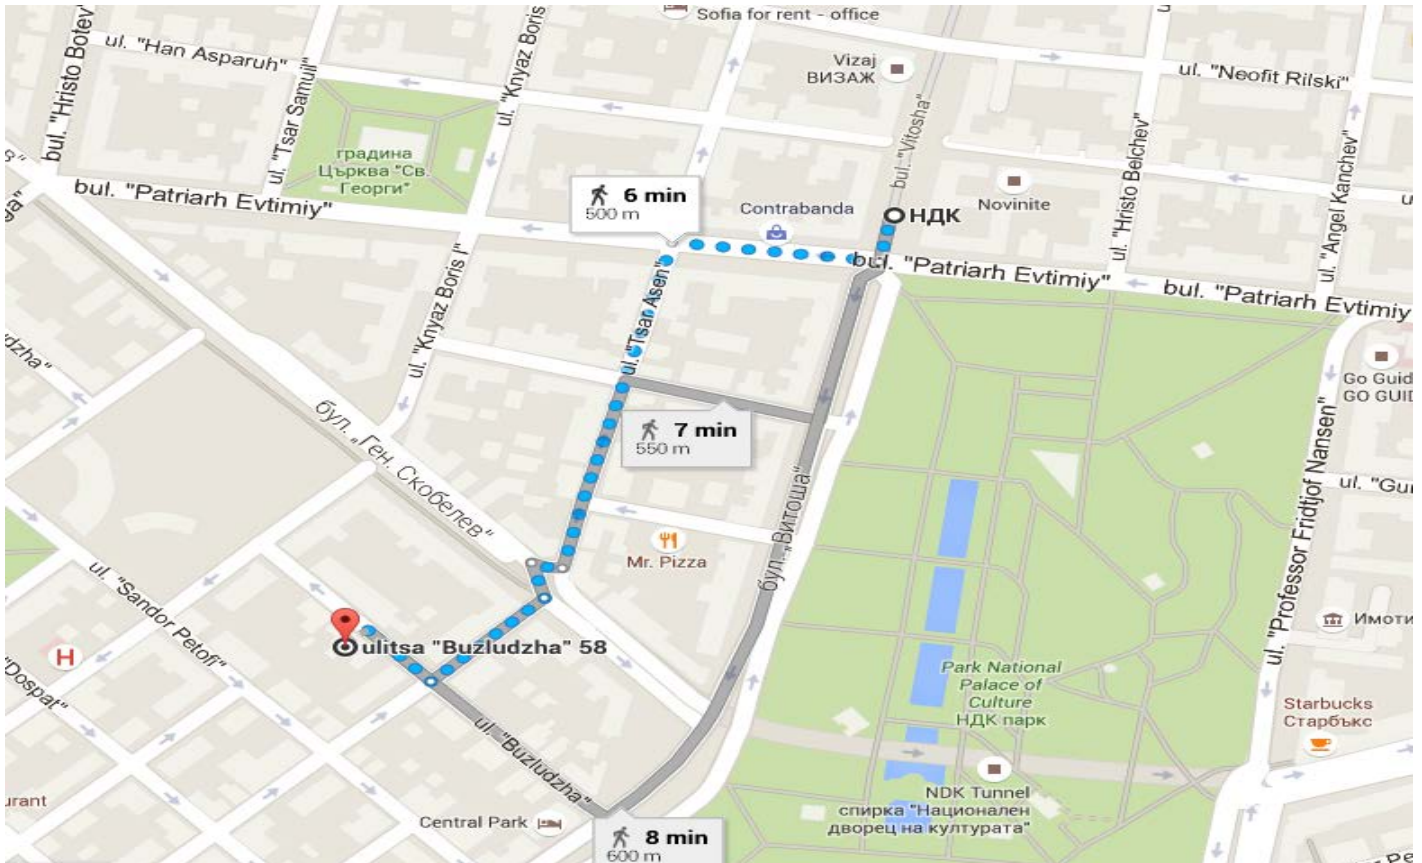 Sofia for rent - office
ul. "Han Asparuh"
bul. "Hristo Botev"
ul. "Tsar Samuil"
ul. "Knyaz Boris
Vizaj
ВИЗАЖ
ul. "Neofit Rilski"
bul. "Vitosha"
ul. "Hristo Belchev"
ul. "Angel Kanchev"
градина
Църква "Св.
Георги"
bul. "Patriarh Evtimiy"
6 min
500 m
Contrabanda
НДК
Novinite
bul. "Patriarh Evtimiy"
bul. "Patriarh Evtimiy
ul. "Knyaz Boris I"
ul. "Tsar Asen"
Go Guid
GO GUID
бул. „Ген. Скобелев"
7 min
550 m
бул. „Витоша"
ul. "Professor Fridtjof Nansen"
ul. "Gur
Mr. Pizza
ul. "Sandor Petofi"
ulitsa "Buzludzha" 58
H
"Dospat"
Имоти
Park National
Palace of
Culture
НДК парк
Starbucks
Старбъкс
ul. "Buzludzha"
NDK Tunnel
спирка "Национален
дворец на културата"
urant
Central Park
8 min
600 m